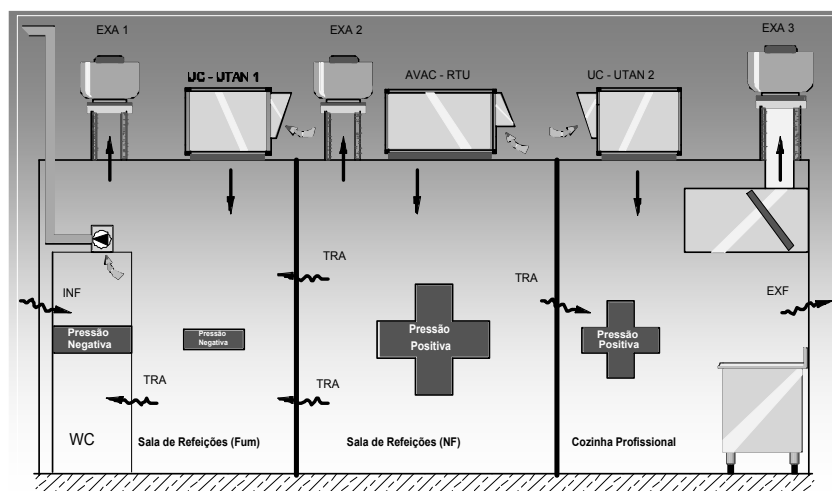 EXA 1
EXA 2
EXA 3
UC - UTAN 1
AVAC - RTU
UC - UTAN 2
TRA
TRA
INF
EXF
Pressão
Negativa
Pressão
Negativa
Pressão
Positiva
Pressão
Positiva
TRA
TRA
WC
Sala de Refeições (Fum)
Sala de Refeições (NF)
Cozinha Profissional